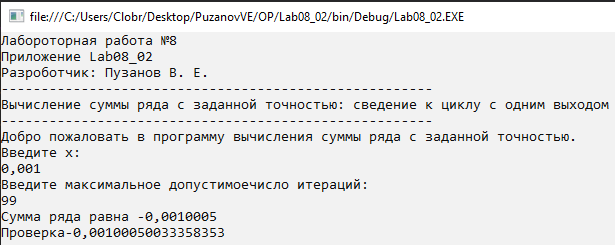 file:///C:/Users/Clobr/Desktop/PuzanovVE/OP/Lab08_02/bin/Debug/Lab08_02.EXE
Лабороторная работа №8
Приложение Lab08_02
Разработчик: Пузанов В. Е.
-------------------------------------------------------
Вычисление суммы ряда с заданной точностью: сведение к циклу с одним выходом
-------------------------------------------------------
Добро пожаловать в программу вычисления суммы ряда с заданной точностью.
Введите x:
0,001
Введите максимальное допустимоечисло итераций:
99
Сумма ряда равна -0,0010005
Проверка-0,00100050033358353